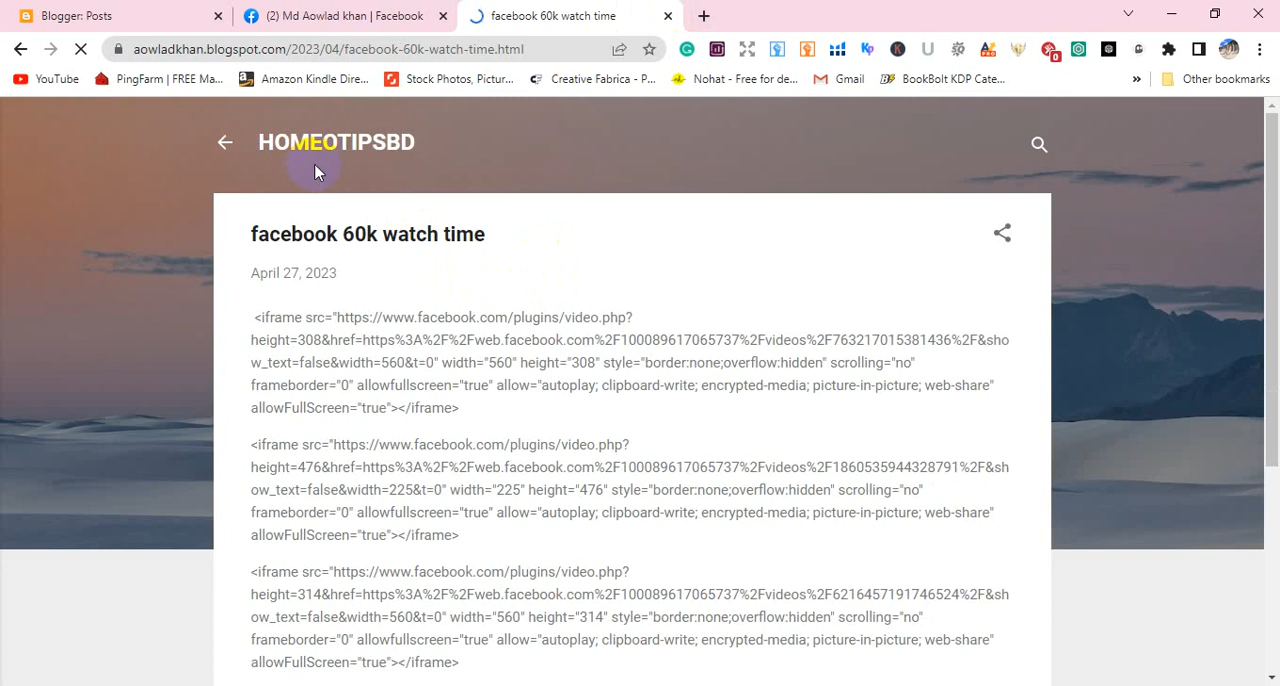 Blogger: Posts
(2) Md Aowlad khan | Facebook
facebook 60k watch time
aowladkhan.blogspot.com/2023/04/facebook-60k-watch-time.html
YouTube
PingFarm | FREE Ma...
Amazon Kindle Dire...
Stock Photos, Pictur...
Creative Fabrica - P...
Nohat - Free for de...
Gmail
BookBolt KDP Cate...
Other bookmarks
HOMEOTIPSBD
facebook 60k watch time
April 27, 2023
<iframe src="https://www.facebook.com/plugins/video.php?
height=308&href=https%3A%2F%2Fweb.facebook.com%2F100089617065737%2Fvideos%2F763217015381436%2F&sho
w_text=false&width=560&t=0" width="560" height="308" style="border:none;overflow:hidden" scrolling="no"
frameborder="0" allowfullscreen="true" allow="autoplay; clipboard-write; encrypted-media; picture-in-picture; web-share"
allowFullScreen="true"></iframe>
<iframe src="https://www.facebook.com/plugins/video.php?
height=476&href=https%3A%2F%2Fweb.facebook.com%2F100089617065737%2Fvideos%2F1860535944328791%2F&sh
ow_text=false&width=225&t=0" width="225" height="476" style="border:none;overflow:hidden" scrolling="no"
frameborder="0" allowfullscreen="true" allow="autoplay; clipboard-write; encrypted-media; picture-in-picture; web-share"
allowFullScreen="true"></iframe>
<iframe src="https://www.facebook.com/plugins/video.php?
height=314&href=https%3A%2F%2Fweb.facebook.com%2F100089617065737%2Fvideos%2F6216457191746524%2F&sh
ow_text=false&width=560&t=0" width="560" height="314" style="border:none;overflow:hidden" scrolling="no"
frameborder="0" allowfullscreen="true" allow="autoplay; clipboard-write; encrypted-media; picture-in-picture; web-share"
allowFullScreen="true"></iframe>